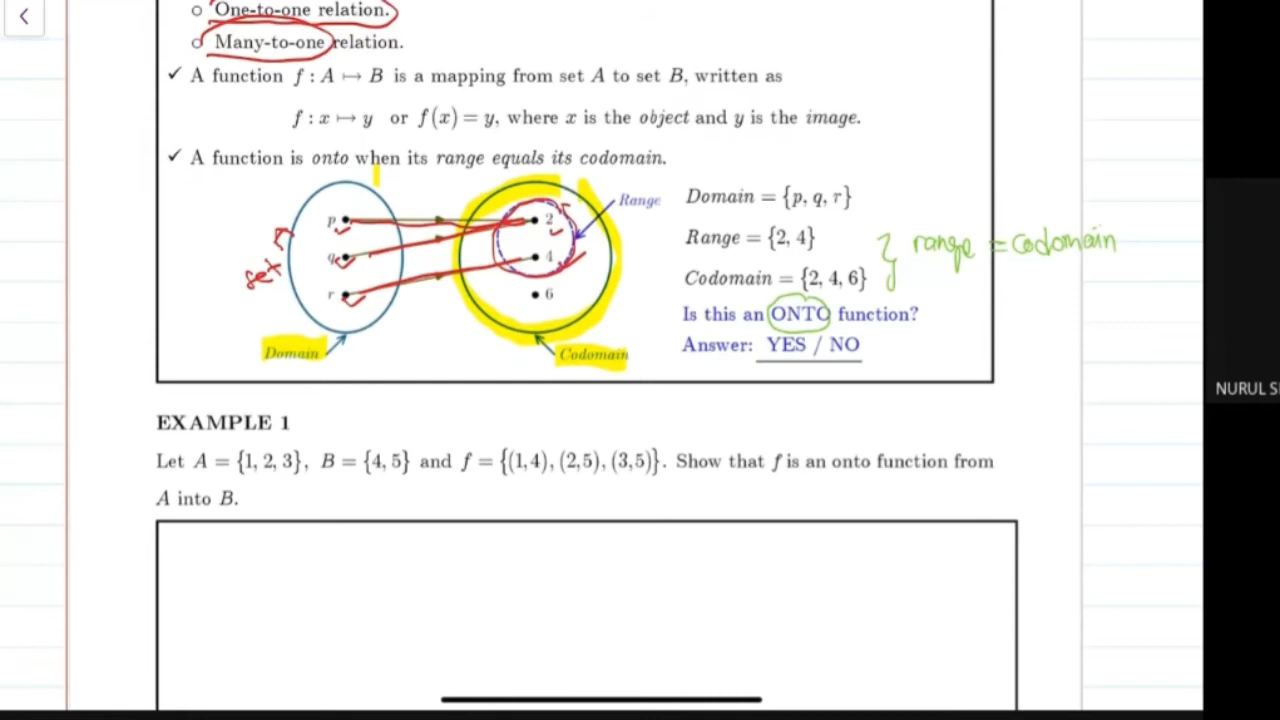 One-to-one relation.
Many-to-one relation.
✓ A function f : A ↦ B is a mapping from set A to set B, written as
f : x ↦ y or f(x) = y, where x is the object and y is the image.
✓ A function is onto when its range equals its codomain.
set A
p
q
r
2
4
6
Range
Domain
Codomain
Domain = {p, q, r}
Range = {2, 4}
Codomain = {2, 4, 6}
range = codomain
Is this an ONTO function?
Answer: YES / NO
EXAMPLE 1
Let A = {1, 2, 3}, B = {4, 5} and f = {(1,4), (2,5), (3,5)}. Show that f is an onto function from
A into B.